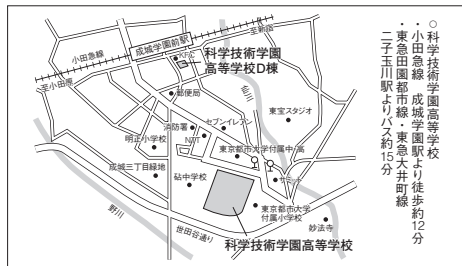 ○科学技術学園高等学校
・小田急線 成城学園駅より徒歩約12分
・東急田園都市線・東急大井町線
二子玉川駅よりバス約15分
至新宿
成城学園前駅
小田急線
至小田原
KFC
科学技術学園
高等学校D棟
郵便局
仙川
東宝スタジオ
消防署
セブンイレブン
明正小学校
NTT
東京都市大学付属中・高
成城三丁目緑地
砧中学校
サミット
東京都市大学
付属小学校
野川
世田谷通り
妙法寺
科学技術学園高等学校